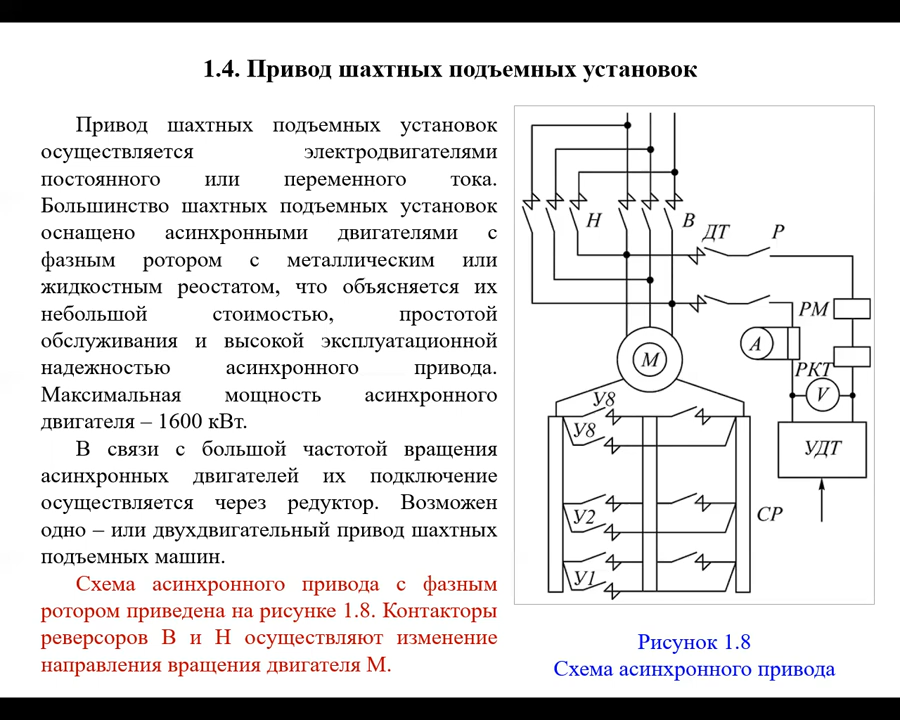 1.4. Привод шахтных подъемных установок
Привод шахтных подъемных установок
осуществляется электродвигателями
постоянного или переменного тока.
Большинство шахтных подъемных установок
оснащено асинхронными двигателями с
фазным ротором с металлическим или
жидкостным реостатом, что объясняется их
небольшой стоимостью, простотой
обслуживания и высокой эксплуатационной
надежностью асинхронного привода.
Максимальная мощность асинхронного
двигателя – 1600 кВт.
В связи с большой частотой вращения
асинхронных двигателей их подключение
осуществляется через редуктор. Возможен
одно – или двухдвигательный привод шахтных
подъемных машин.
Схема асинхронного привода с фазным
ротором приведена на рисунке 1.8. Контакторы
реверсоров В и Н осуществляют изменение
направления вращения двигателя М.
Н
В
ДТ
Р
РМ
А
М
РКТ
V
У8
У8
УДТ
У2
СР
У1
Рисунок 1.8
Схема асинхронного привода